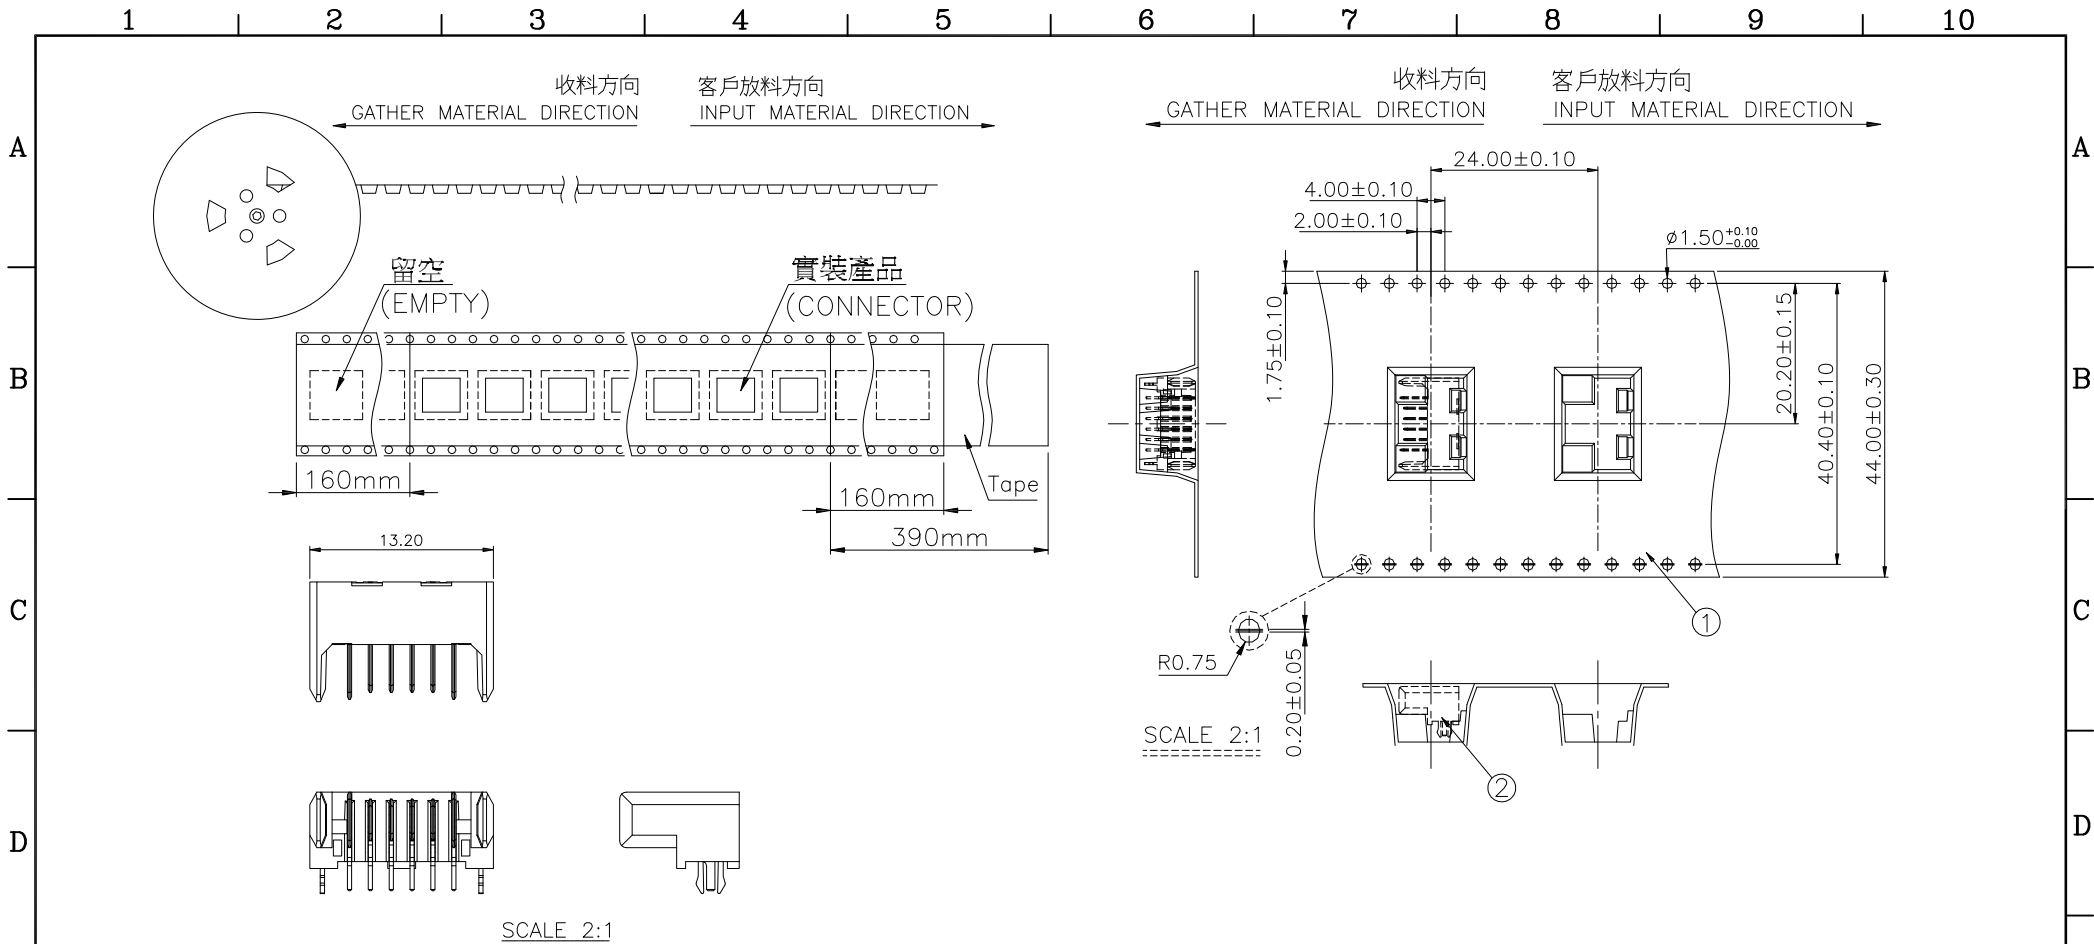 1 2 3 4 5 6 7 8 9 10
收料方向 客戶放料方向
GATHER MATERIAL DIRECTION INPUT MATERIAL DIRECTION
收料方向 客戶放料方向
GATHER MATERIAL DIRECTION INPUT MATERIAL DIRECTION
A A
24.00±0.10
4.00±0.10
2.00±0.10
ø1.50+0.10 -0.00
留空
(EMPTY)
實裝產品
(CONNECTOR)
1.75±0.10
20.20±0.15
40.40±0.10
44.00±0.30
B B
160mm
160mm
Tape
390mm
13.20
C C
1
R0.75
0.20±0.05
SCALE 2:1
2
D D
SCALE 2:1